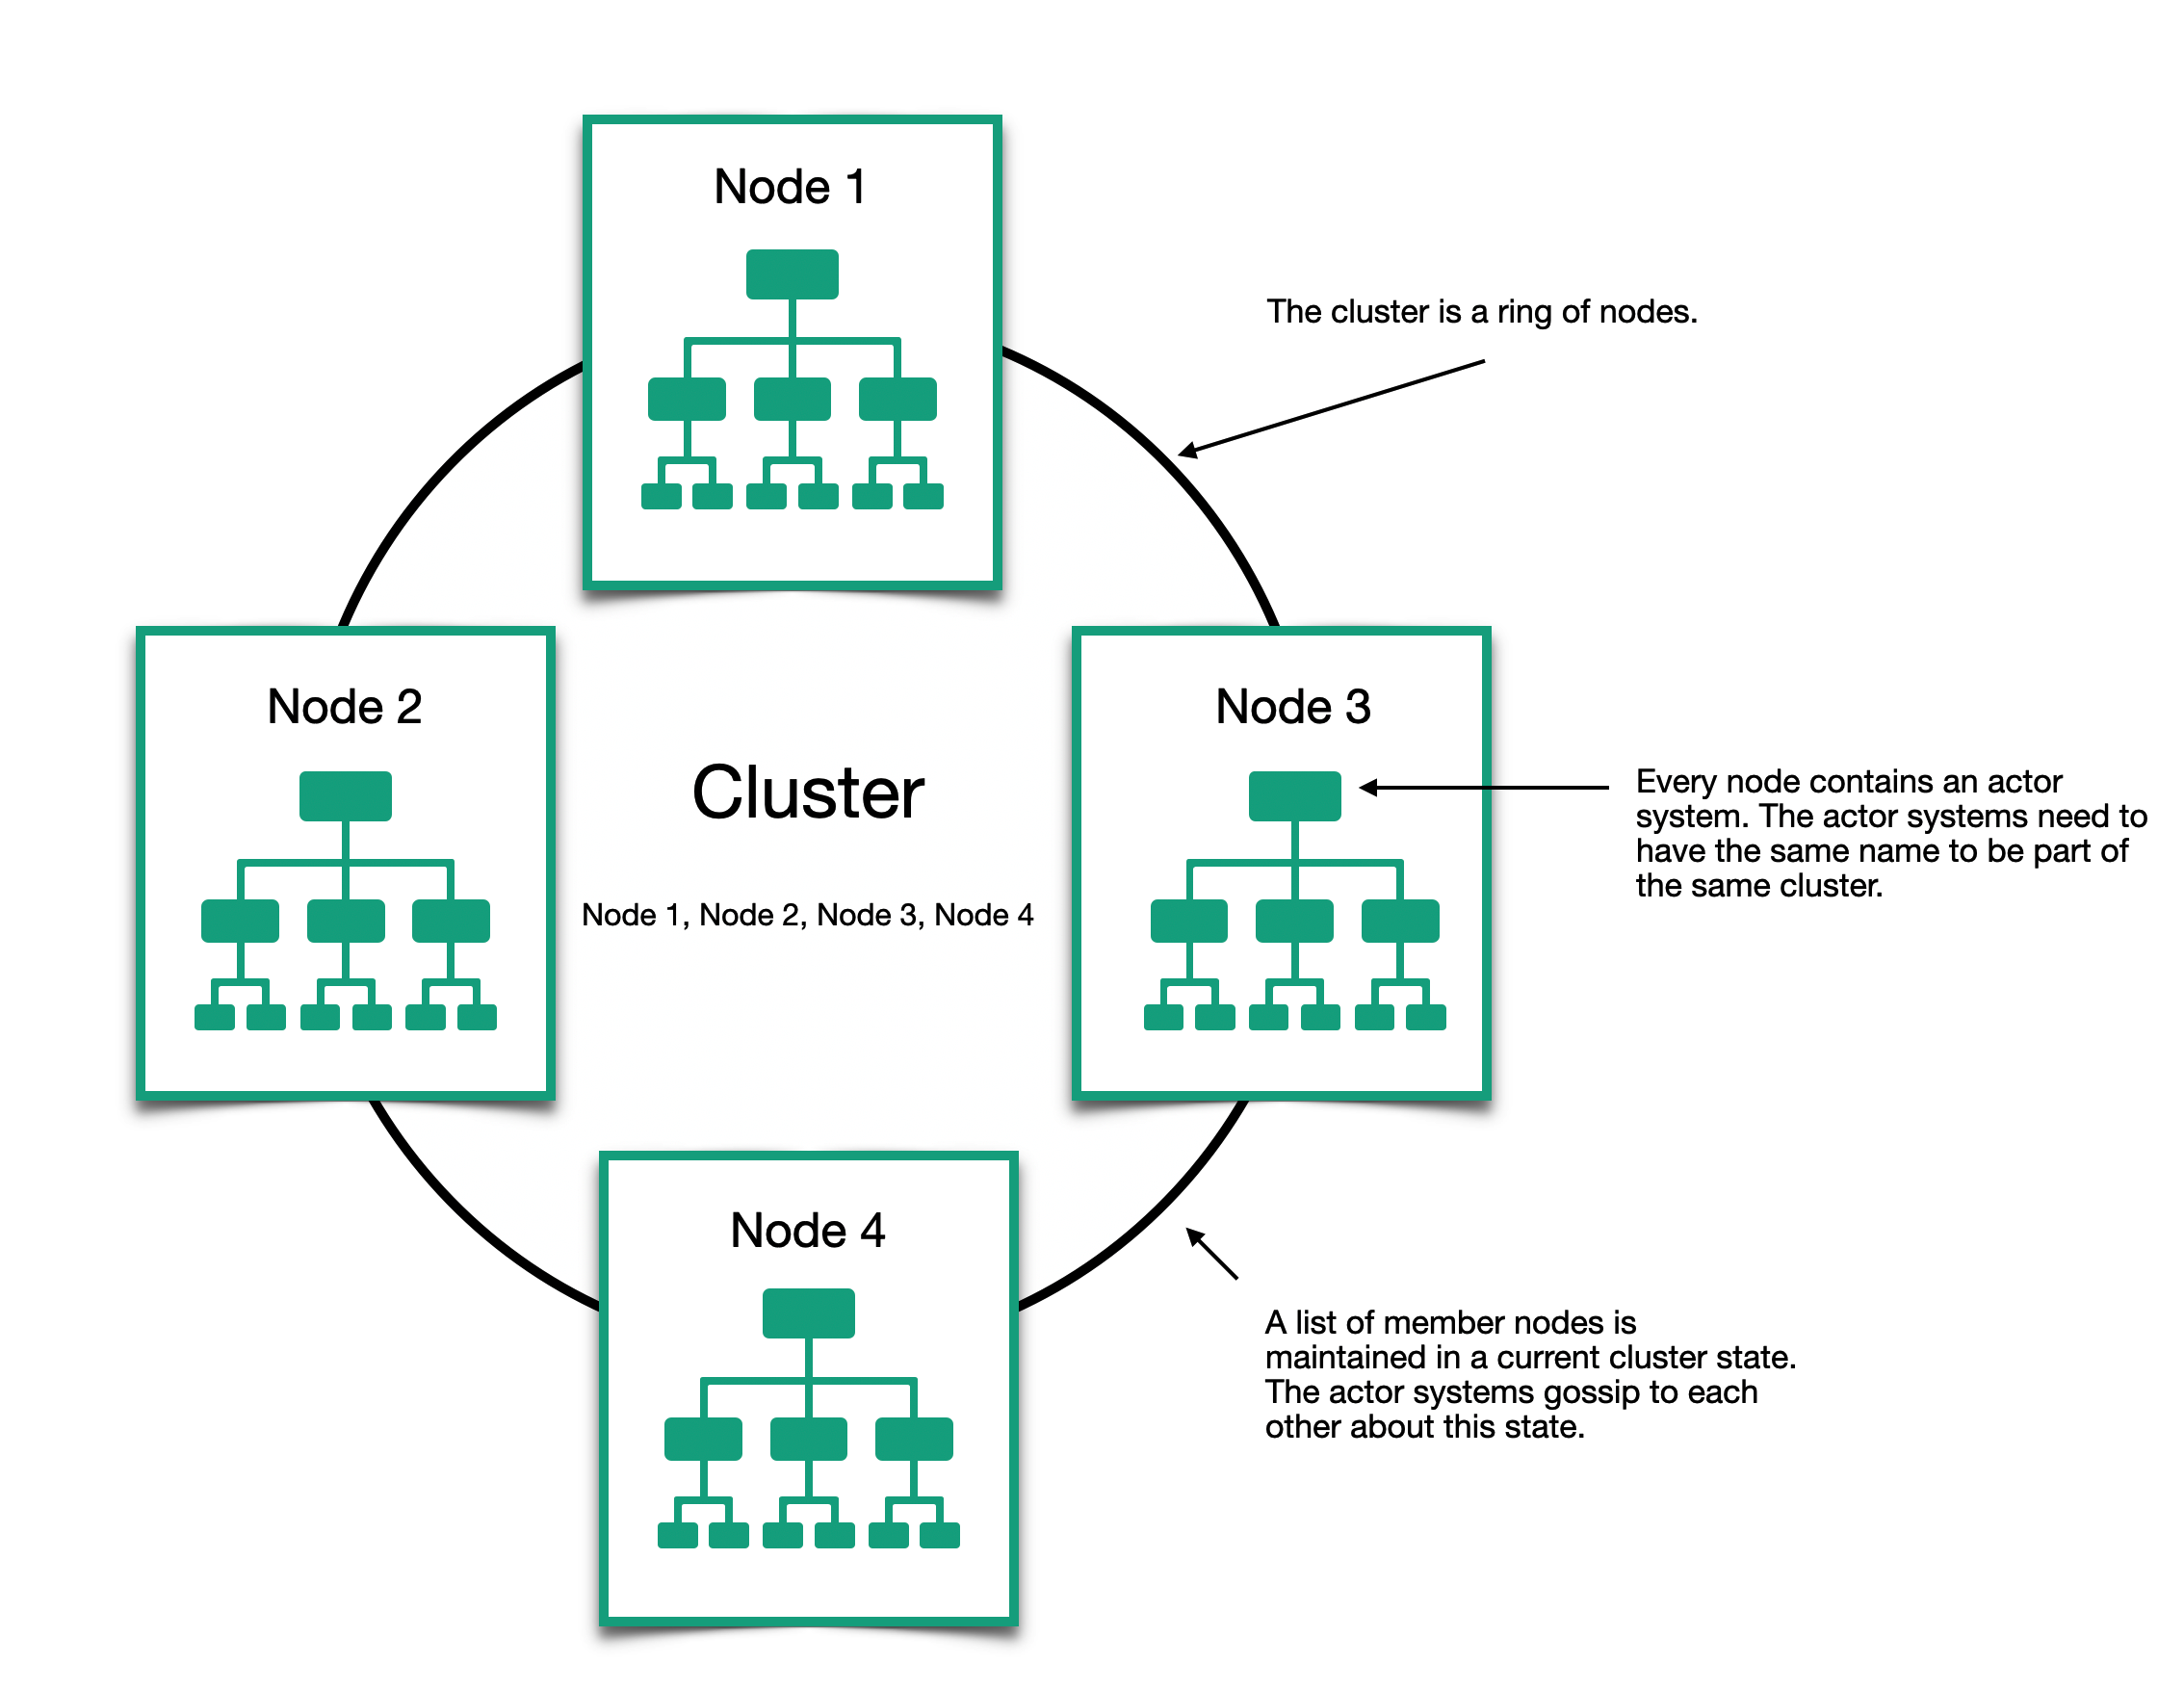 Node 1
The cluster is a ring of nodes.
Node 2
Node 3
Cluster
Every node contains an actor
system. The actor systems need to
have the same name to be part of
the same cluster.
Node 1, Node 2, Node 3, Node 4
Node 4
A list of member nodes is
maintained in a current cluster state.
The actor systems gossip to each
other about this state.